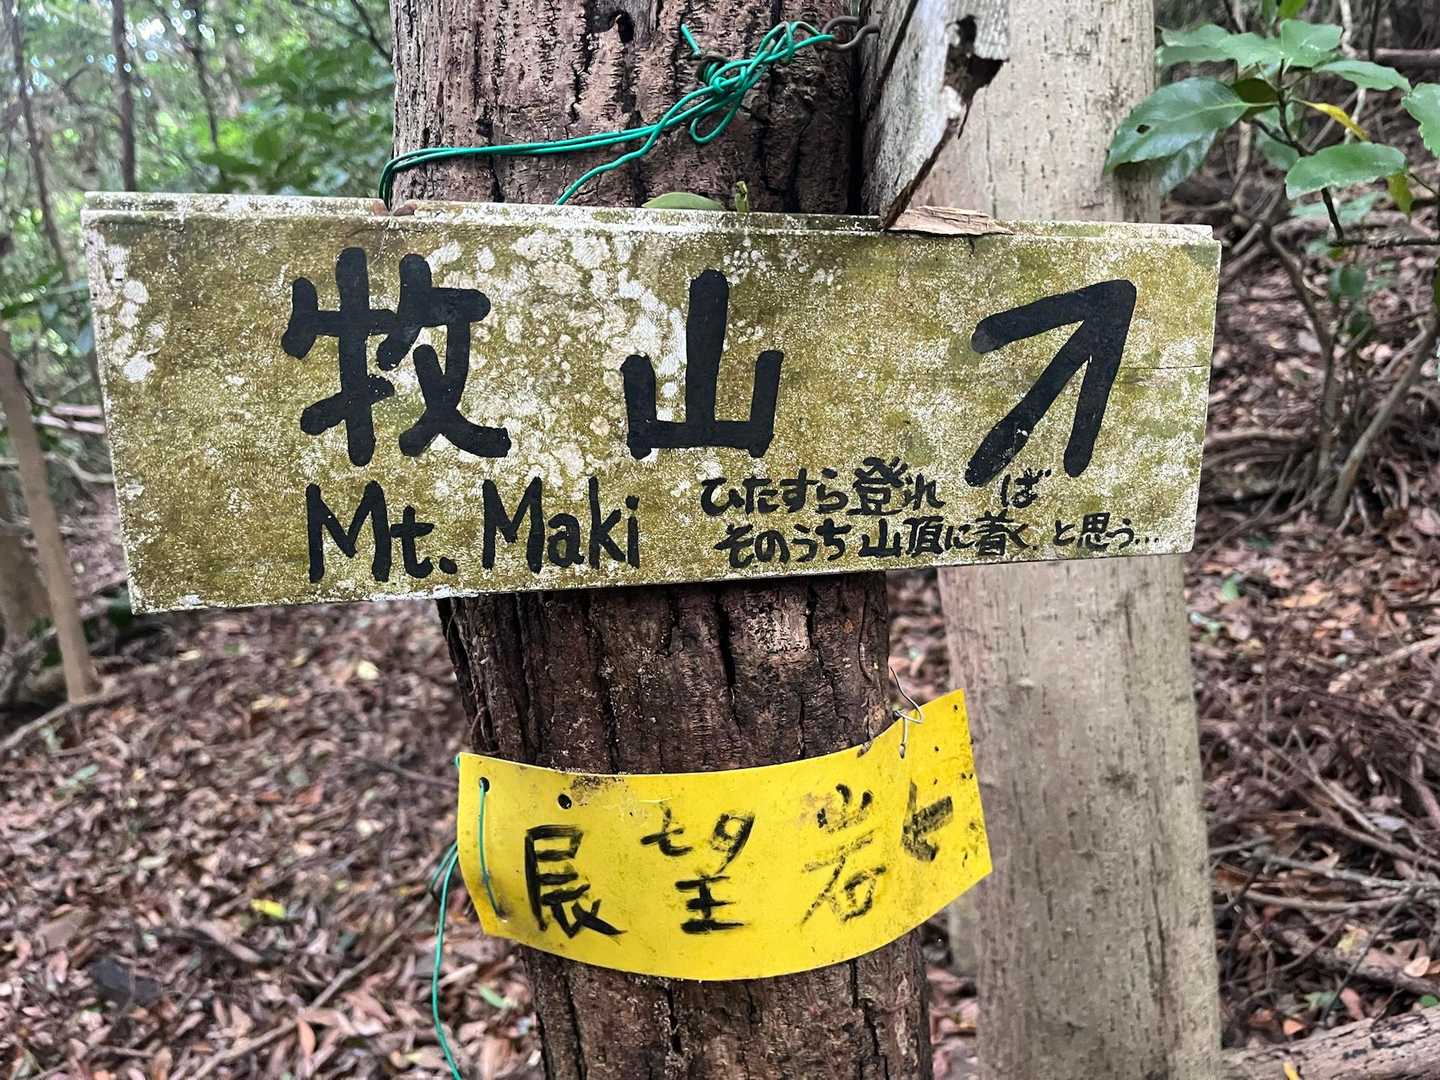 牧山 ↗
Mt. Maki
ひたすら登れば
そのうち山頂に着く、と思う…
展望岩